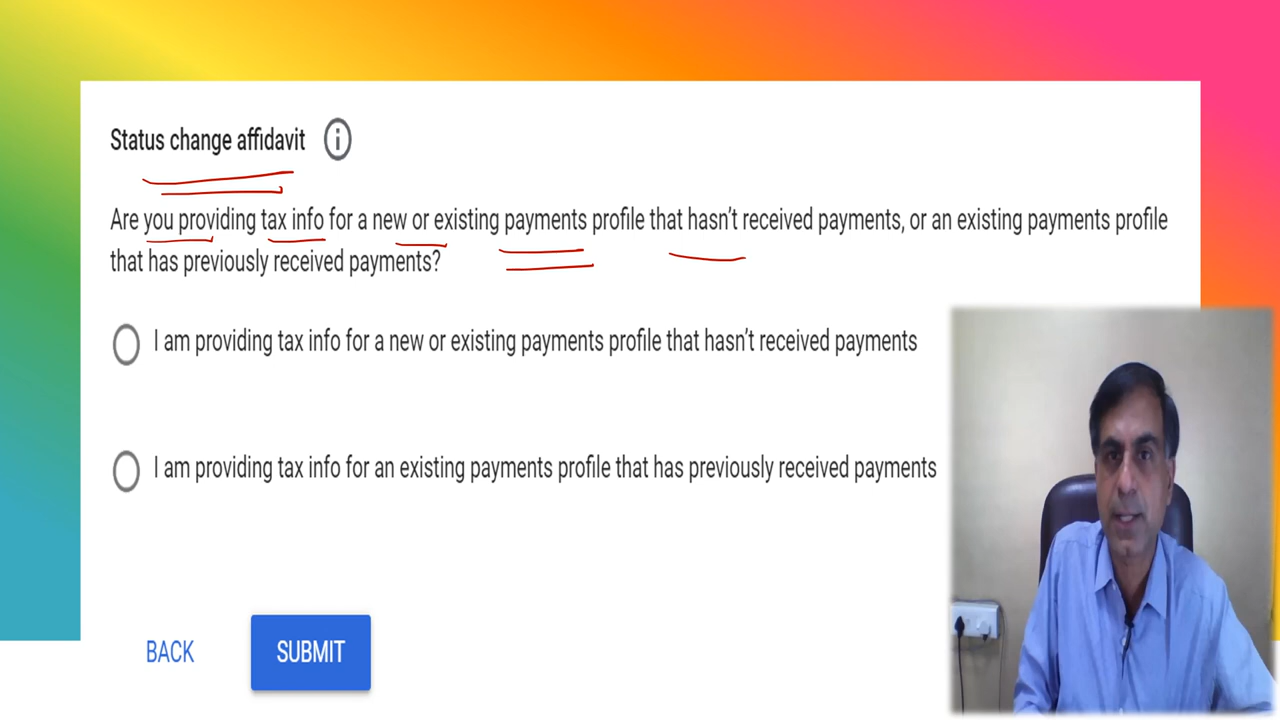 Status change affidavit
Are you providing tax info for a new or existing payments profile that hasn't received payments, or an existing payments profile
that has previously received payments?
I am providing tax info for a new or existing payments profile that hasn't received payments
I am providing tax info for an existing payments profile that has previously received payments
BACK
SUBMIT